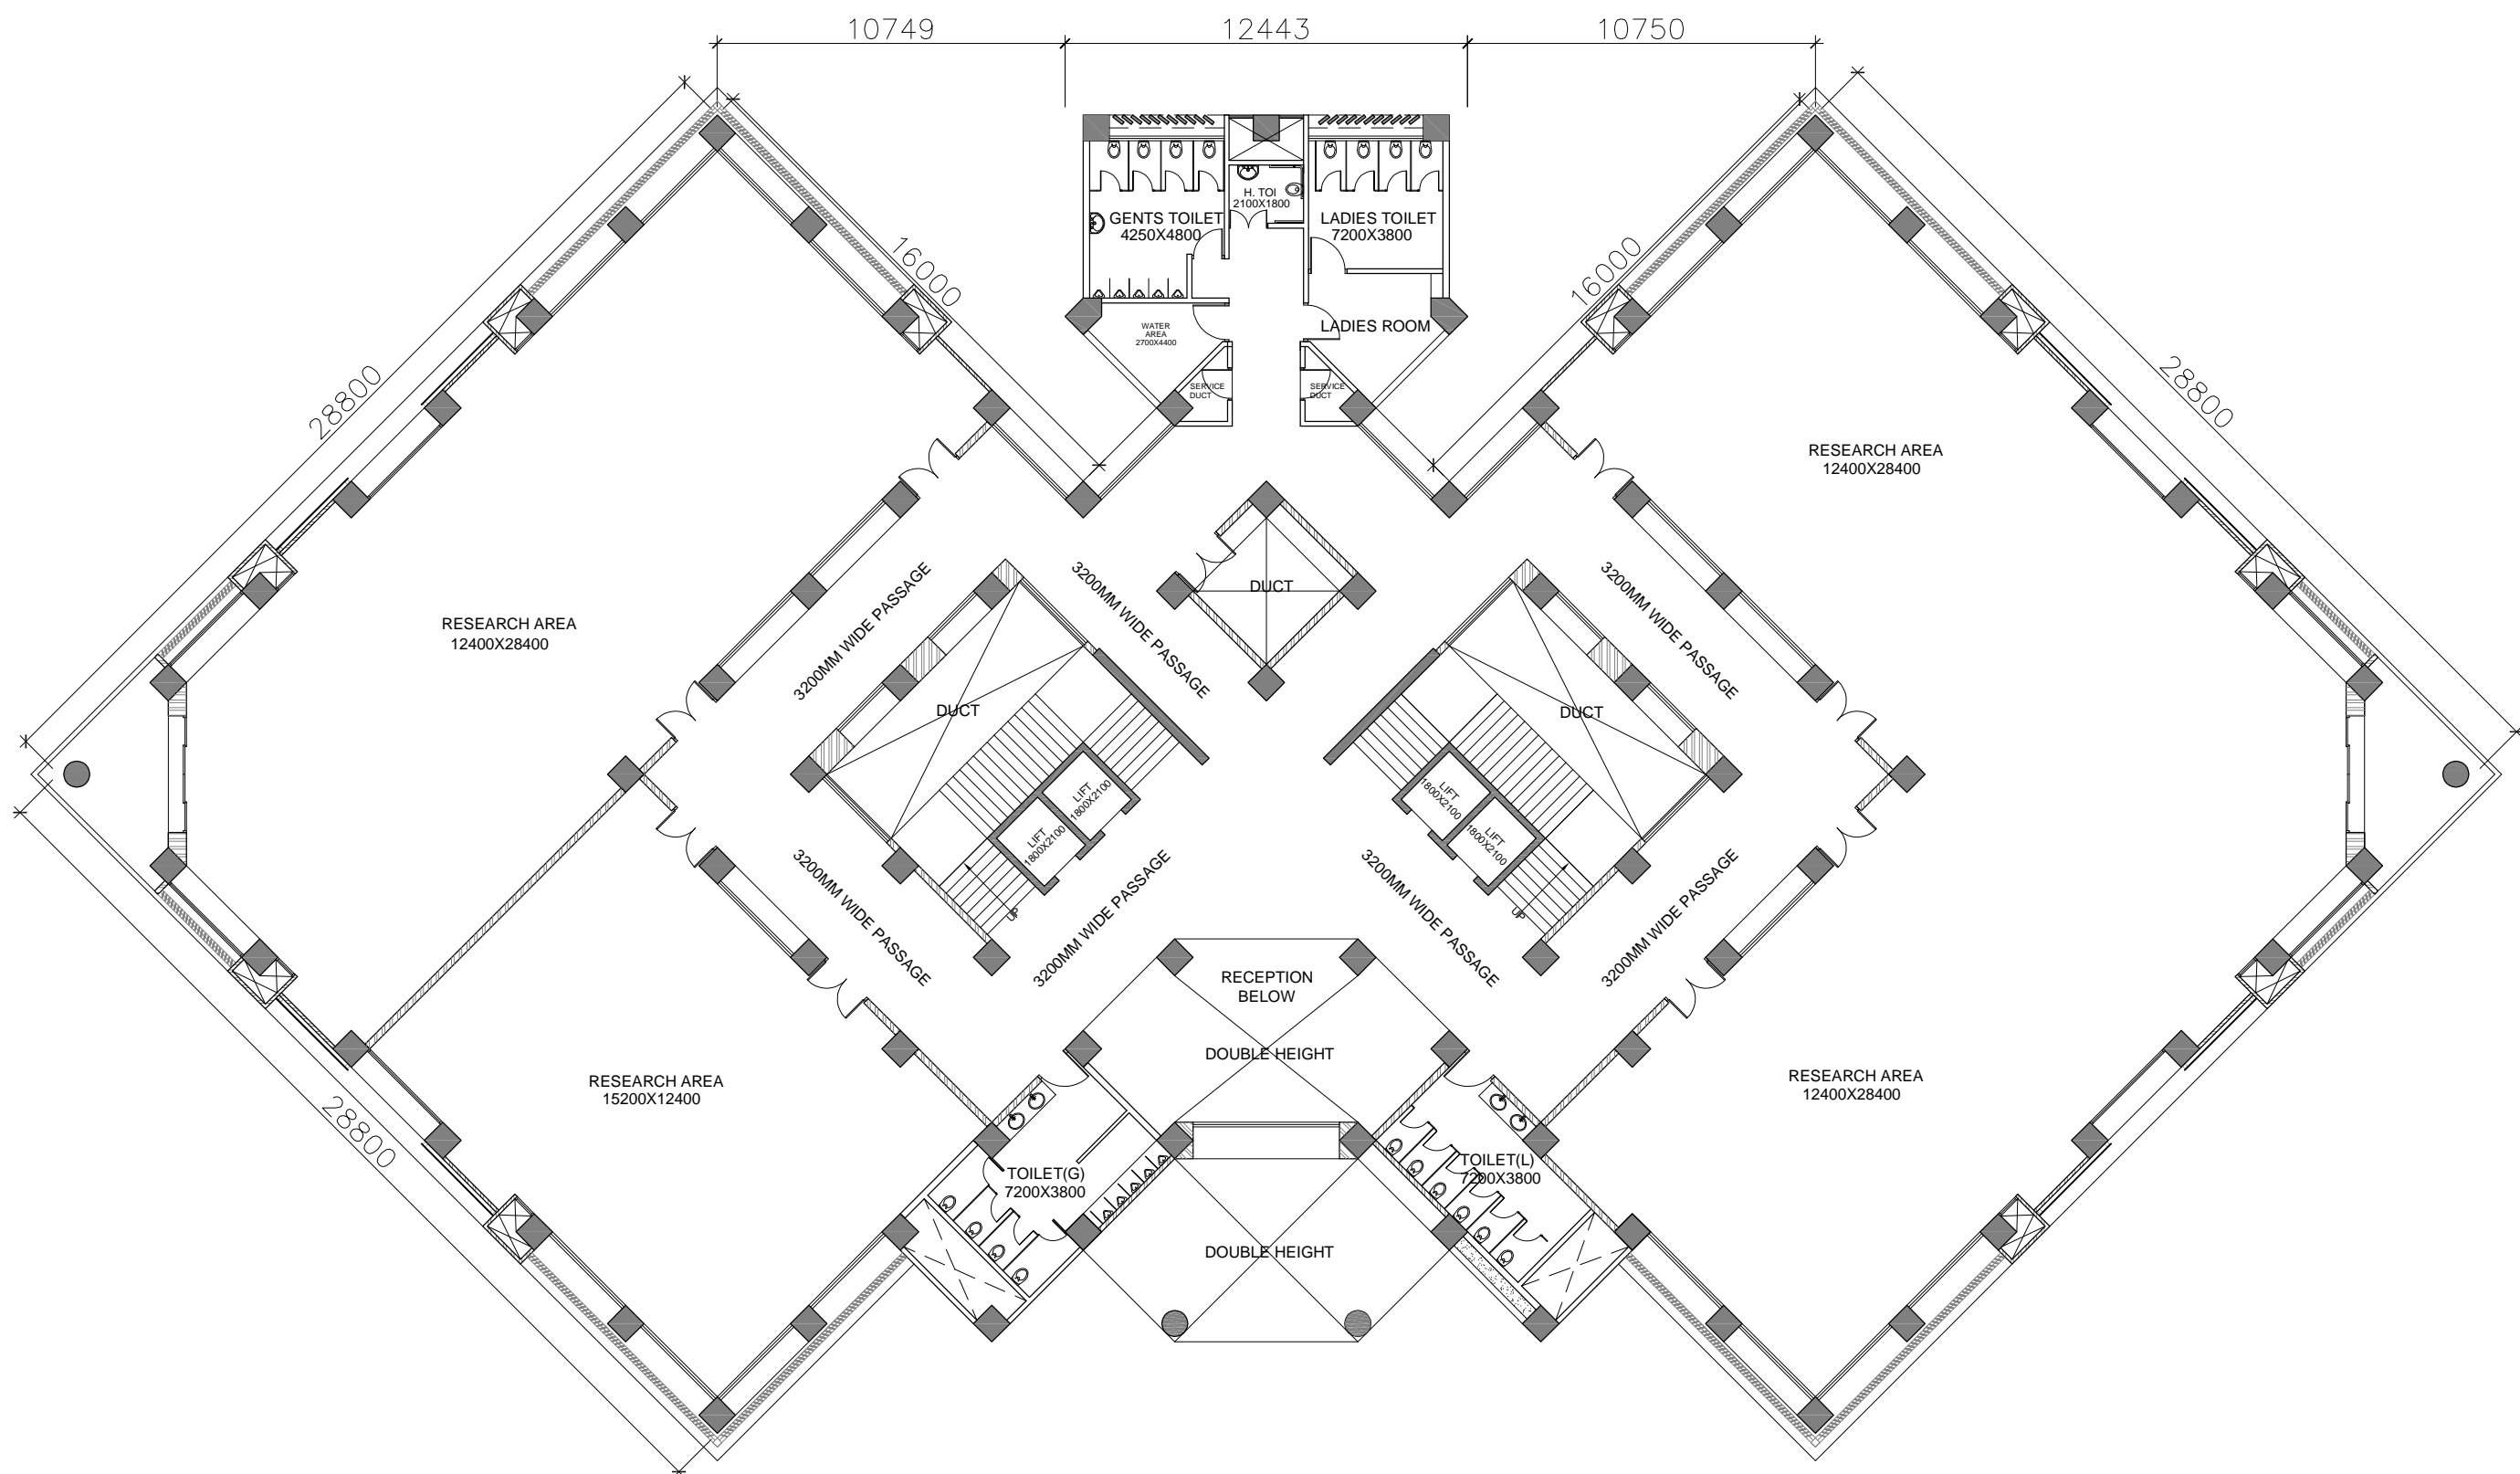 10749
12443
10750
16000
16000
28800
28800
28800
H. TOI
2100X1800
GENTS TOILET
4250X4800
LADIES TOILET
7200X3800
WATER
AREA
2700X4400
LADIES ROOM
SERVICE
DUCT
SERVICE
DUCT
RESEARCH AREA
12400X28400
RESEARCH AREA
12400X28400
3200MM WIDE PASSAGE
3200MM WIDE PASSAGE
DUCT
3200MM WIDE PASSAGE
DUCT
DUCT
LIFT
1800X2100
LIFT
1800X2100
LIFT
1800X2100
LIFT
1800X2100
UP
UP
3200MM WIDE PASSAGE
3200MM WIDE PASSAGE
3200MM WIDE PASSAGE
3200MM WIDE PASSAGE
RECEPTION
BELOW
DOUBLE HEIGHT
RESEARCH AREA
15200X12400
RESEARCH AREA
12400X28400
TOILET(G)
7200X3800
TOILET(L)
7200X3800
DOUBLE HEIGHT